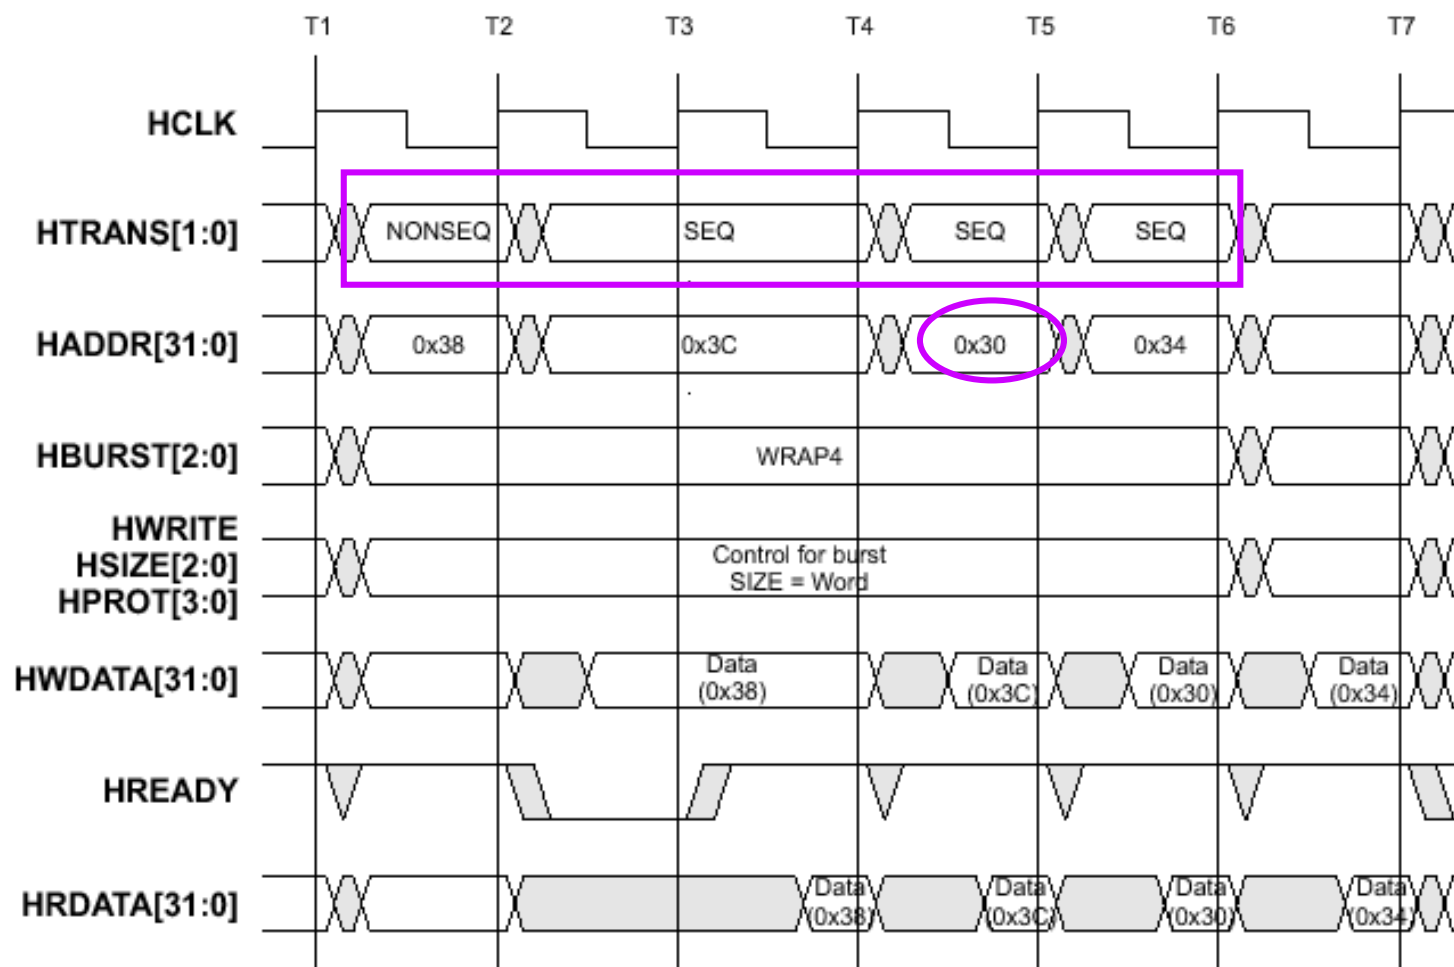 T1 T2 T3 T4 T5 T6 T7
HCLK
HTRANS[1:0] NONSEQ SEQ SEQ SEQ
HADDR[31:0] 0x38 0x3C 0x30 0x34
HBURST[2:0] WRAP4
HWRITE
HSIZE[2:0]
HPROT[3:0]
Control for burst
SIZE = Word
HWDATA[31:0]
Data Data Data Data
(0x38) (0x3C) (0x30) (0x34)
HREADY
HRDATA[31:0]
Data Data Data Data
(0x38) (0x3C) (0x30) (0x34)